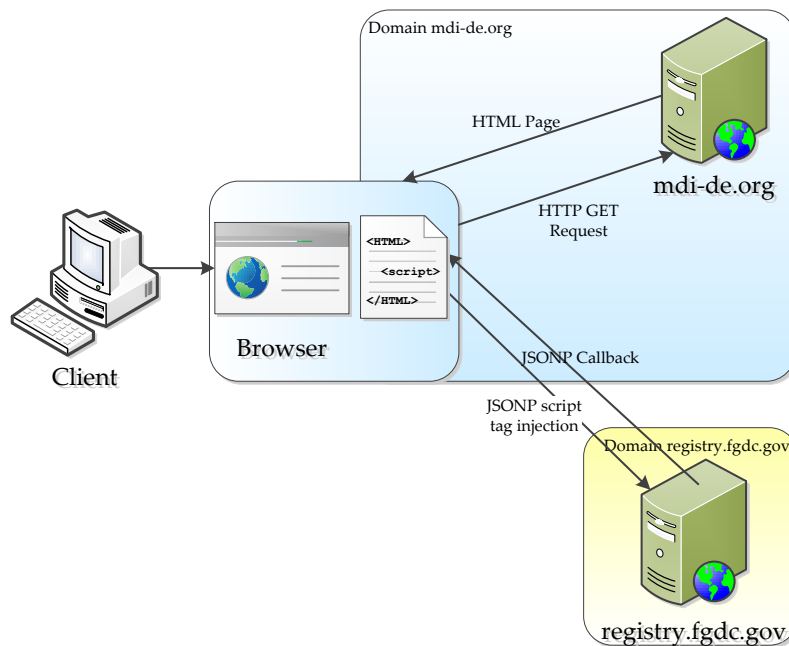 Domain mdi-de.org
HTML Page
mdi-de.org
HTTP GET
Request
<HTML>
<script>
</HTML>
Browser
Client
JSONP Callback
JSONP script
tag injection
Domain registry.fgdc.gov
registry.fgdc.gov